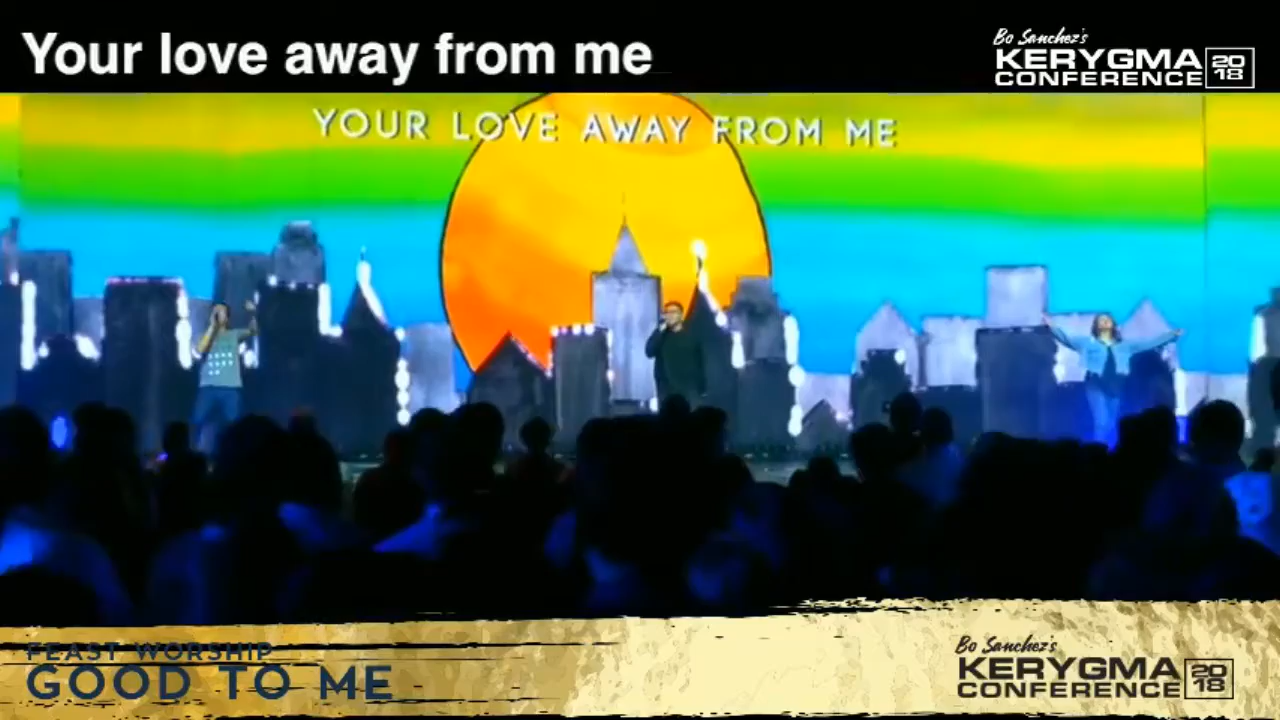 Your love away from me
Bo Sanchez's
KERYGMA
CONFERENCE
20
18
YOUR LOVE AWAY FROM ME
FEAST WORSHIP
GOOD TO ME
Bo Sanchez's
KERYGMA
CONFERENCE
20
18